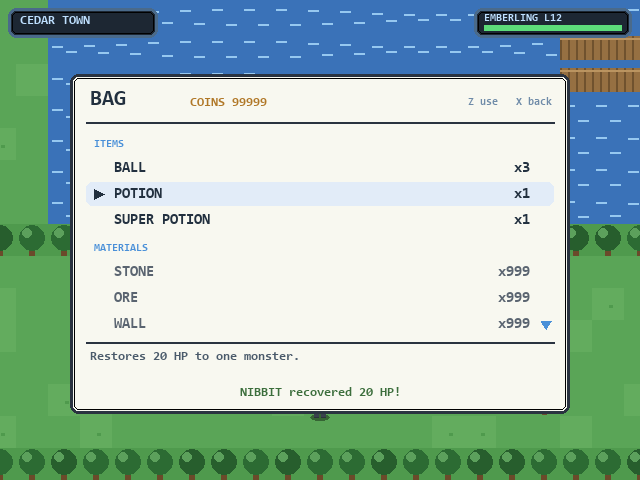 CEDAR TOWN
EMBERLING L12
BAG
COINS 99999
Z use X back
ITEMS
BALL x3
POTION x1
SUPER POTION x1
MATERIALS
STONE x999
ORE x999
WALL x999
Restores 20 HP to one monster.
NIBBIT recovered 20 HP!